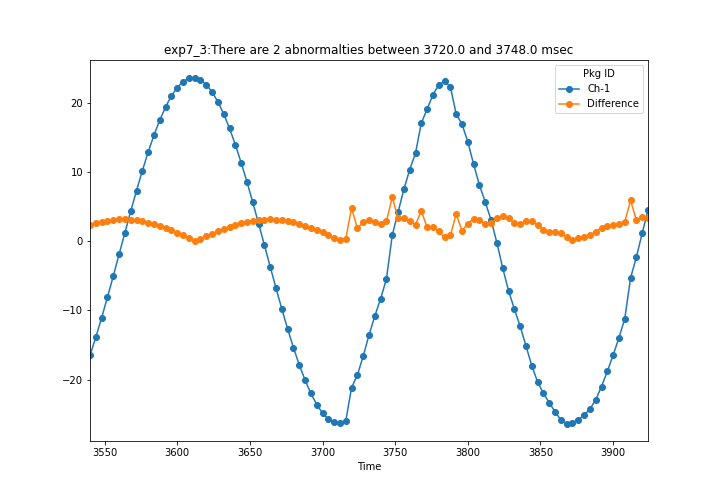 exp7_3:There are 2 abnormalties between 3720.0 and 3748.0 msec
Pkg ID
Ch-1
Difference
20
10
0
−10
−20
3550 3600 3650 3700 3750 3800 3850 3900
Time